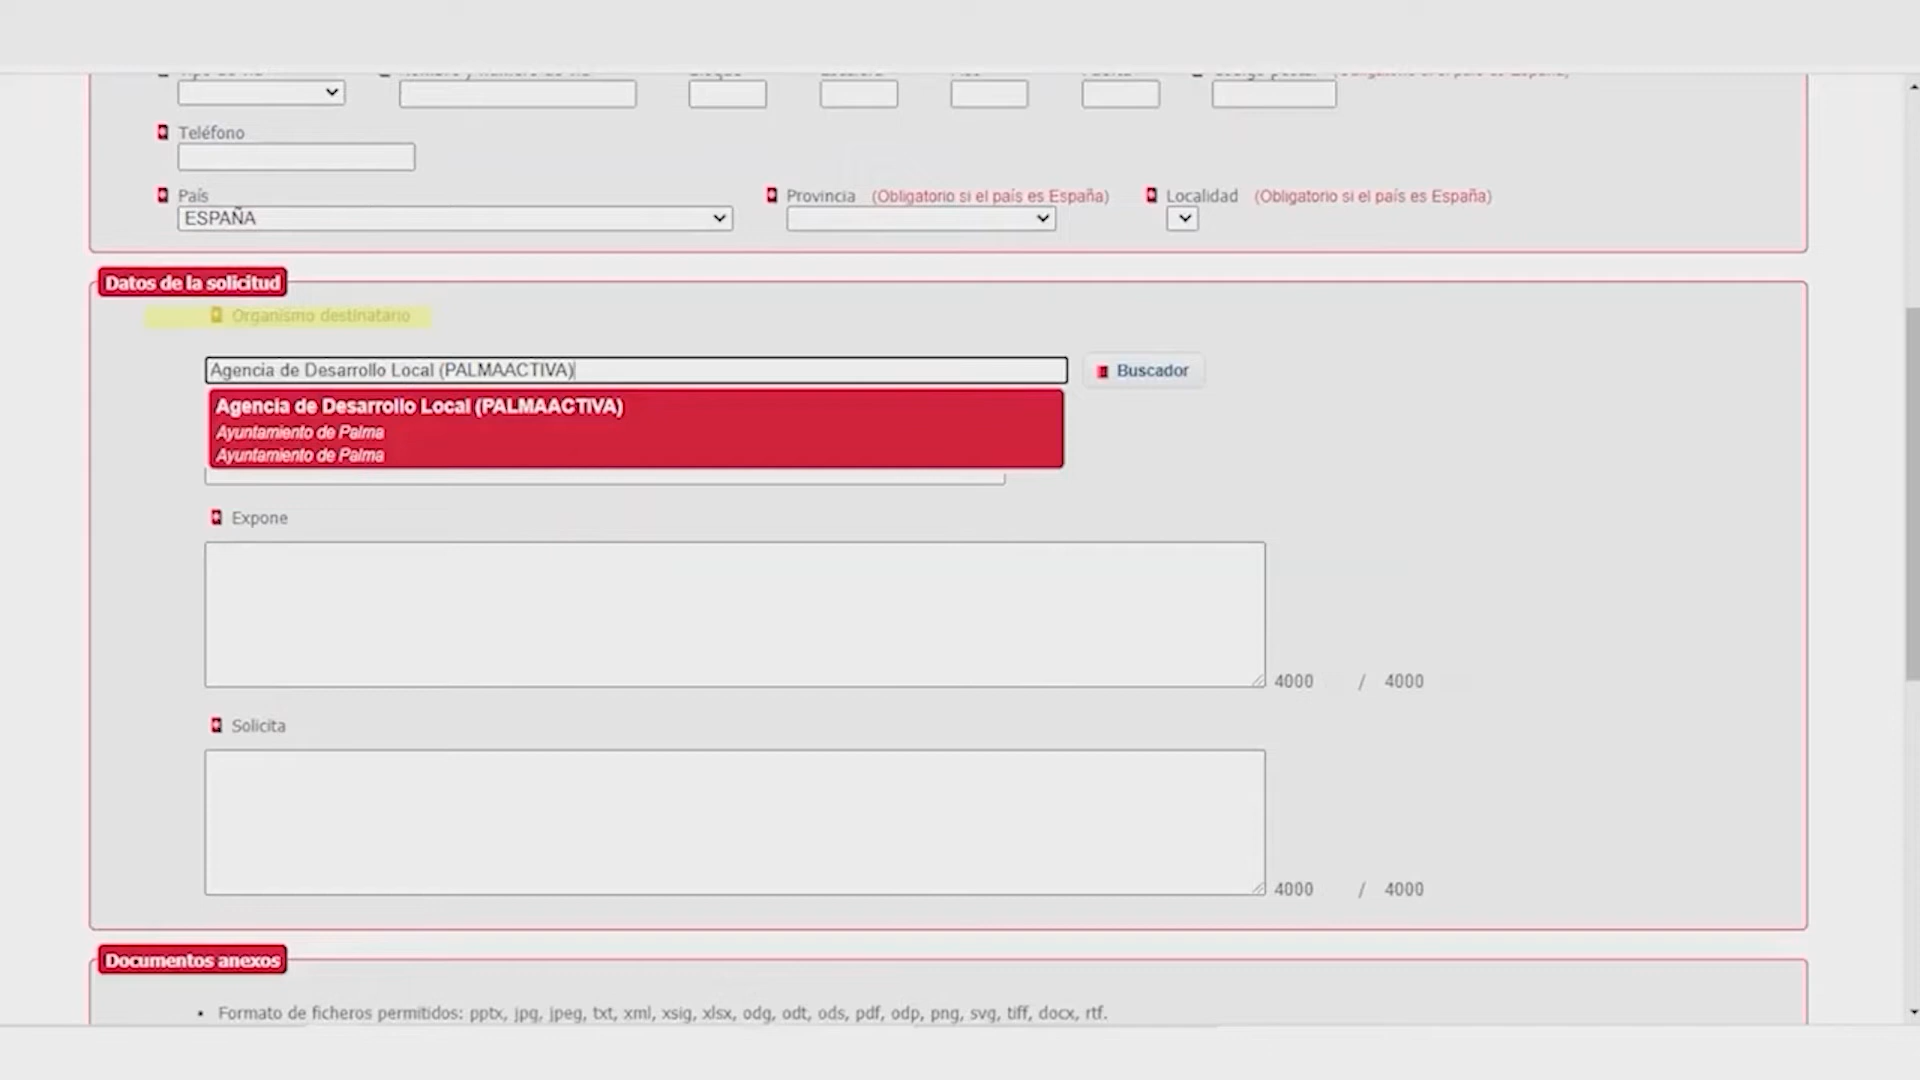 Teléfono
País
Provincia (Obligatorio si el país es España)
Localidad (Obligatorio si el país es España)
ESPAÑA
Datos de la solicitud
Organismo destinatario
Agencia de Desarrollo Local (PALMAACTIVA)
Buscador
Agencia de Desarrollo Local (PALMAACTIVA)
Ayuntamiento de Palma
Ayuntamiento de Palma
Expone
4000 / 4000
Solicita
4000 / 4000
Documentos anexos
• Formato de ficheros permitidos: pptx, jpg, jpeg, txt, xml, xsig, xlsx, odg, odt, ods, pdf, odp, png, svg, tiff, docx, rtf.